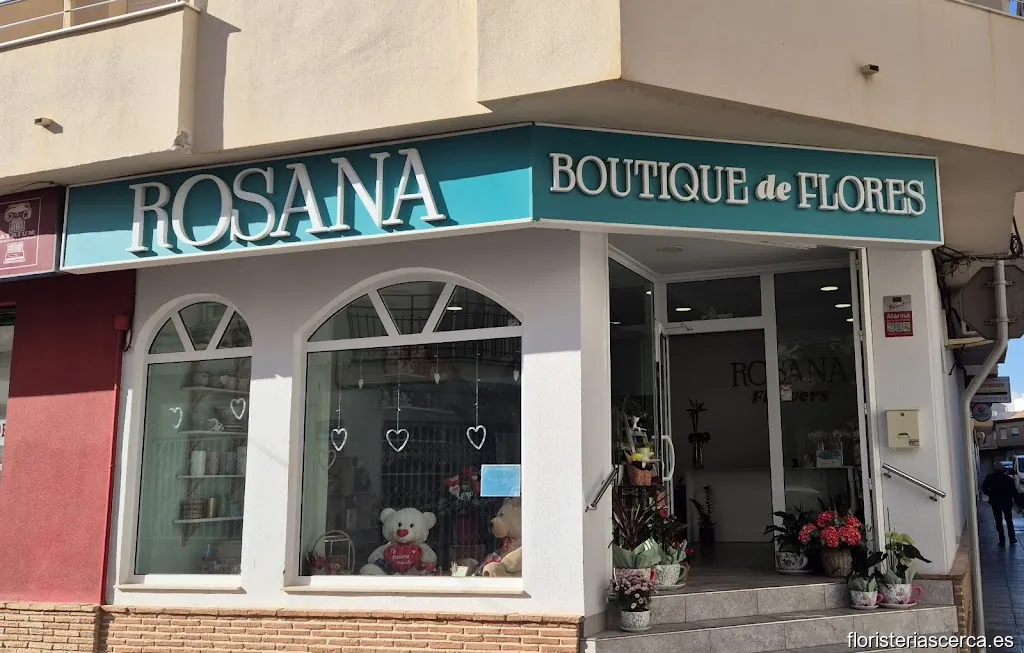 ROSANA
BOUTIQUE de FLORES
ROSANA
Flowers
Alarma
floristeriascerca.es